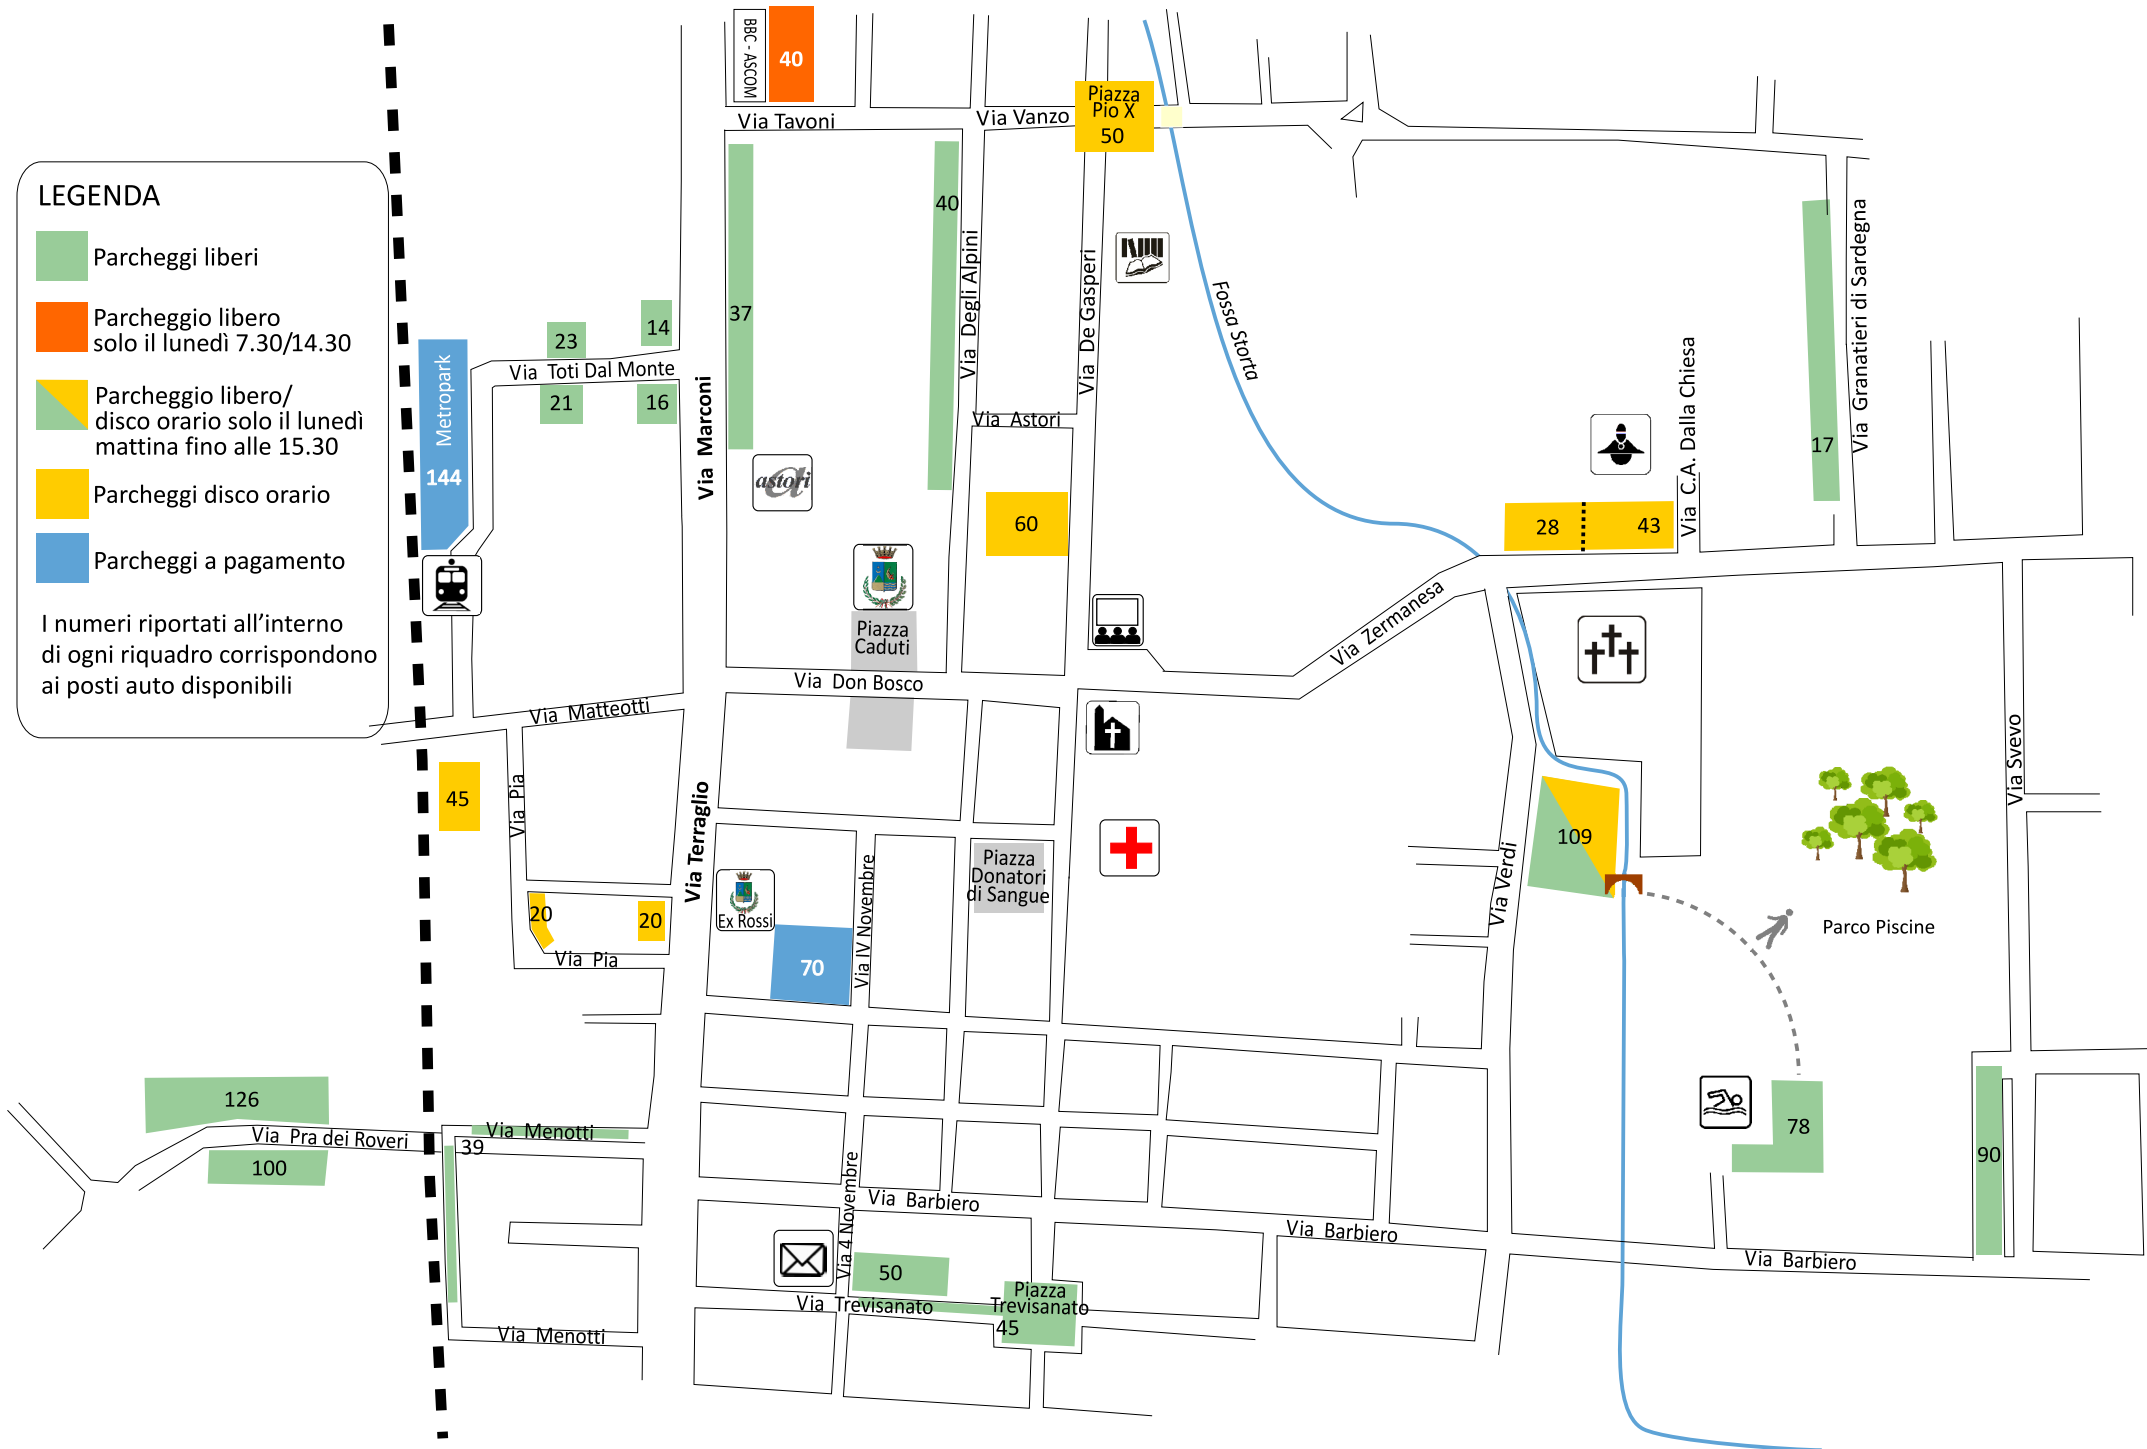 BBC - ASCOM
40
Via Tavoni
Via Vanzo
Piazza
Pio X
50
LEGENDA
Parcheggi liberi
Parcheggio libero
solo il lunedì 7.30/14.30
Parcheggio libero/
disco orario solo il lunedì
mattina fino alle 15.30
Parcheggi disco orario
Parcheggi a pagamento
I numeri riportati all'interno
di ogni riquadro corrispondono
ai posti auto disponibili
Metropark
144
23
14
Via Toti Dal Monte
21
16
Via Marconi
37
40
Via Degli Alpini
Via De Gasperi
Fossa Storta
Via Astori
astori
60
Piazza
Caduti
Via Don Bosco
Via Zermanesa
28
43
Via C.A. Dalla Chiesa
17
Via Granatieri di Sardegna
Via Matteotti
45
Via Pia
20
20
Via Pia
Via Terraglio
Ex Rossi
70
Via IV Novembre
Piazza
Donatori
di Sangue
Via Verdi
109
Parco Piscine
Via Svevo
78
90
126
Via Pra dei Roveri
100
Via Menotti
39
Via Menotti
Via 4 Novembre
Via Barbiero
Via Barbiero
Via Barbiero
50
Via Trevisanato
Piazza
Trevisanato
45